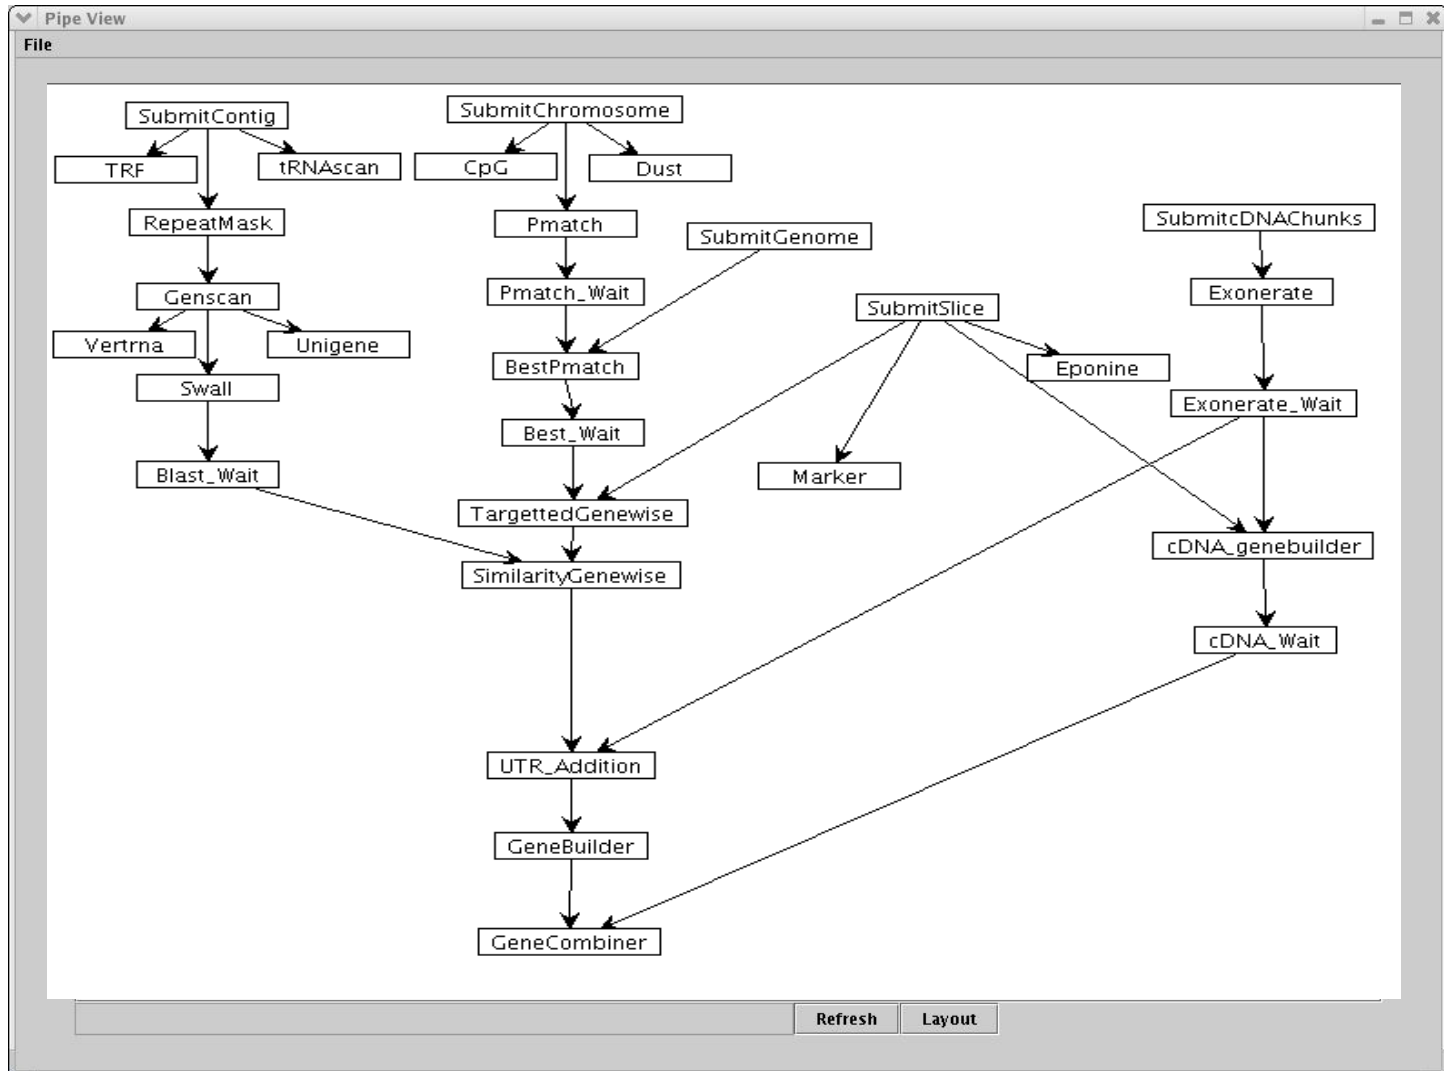 Pipe View
File
SubmitContig
SubmitChromosome
TRF
tRNAscan
CpG
Dust
RepeatMask
Pmatch
SubmitGenome
SubmitcDNAChunks
Genscan
Pmatch_Wait
SubmitSlice
Exonerate
Vertrna
Unigene
BestPmatch
Eponine
Swall
Best_Wait
Exonerate_Wait
Blast_Wait
Marker
TargettedGenewise
cDNA_genebuilder
SimilarityGenewise
cDNA_Wait
UTR_Addition
GeneBuilder
GeneCombiner
Refresh
Layout